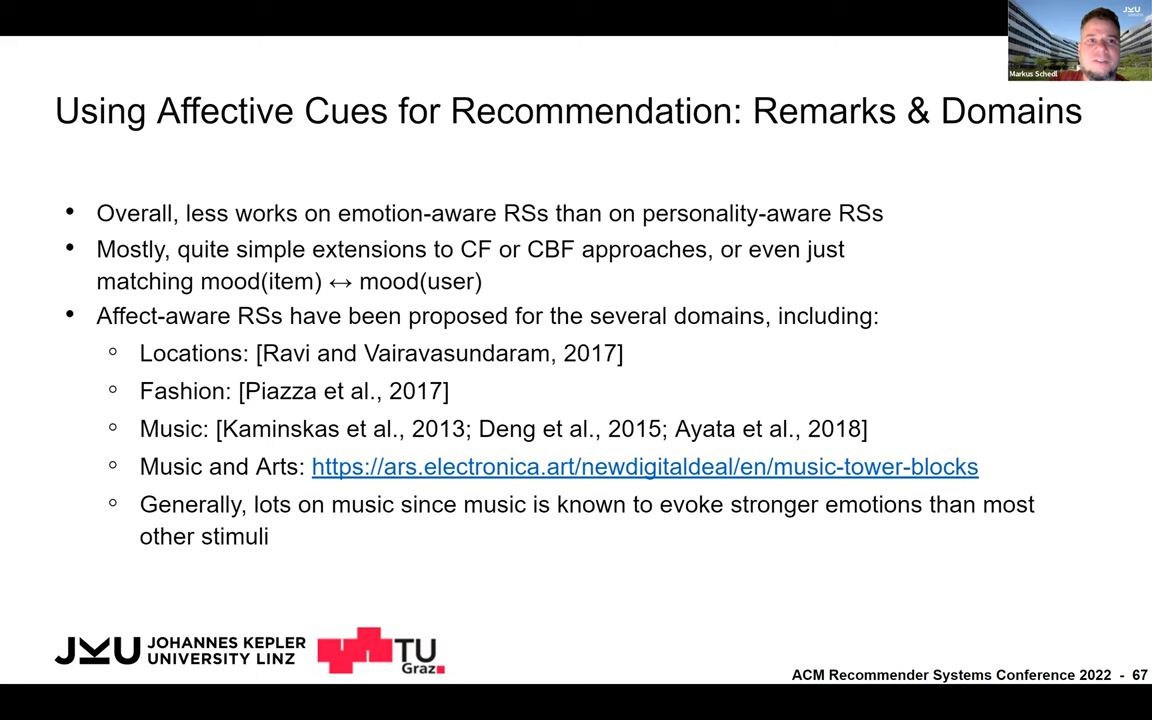 JKU
Markus Schedl
Using Affective Cues for Recommendation: Remarks & Domains
• Overall, less works on emotion-aware RSs than on personality-aware RSs
• Mostly, quite simple extensions to CF or CBF approaches, or even just
matching mood(item) ↔ mood(user)
• Affect-aware RSs have been proposed for the several domains, including:
○ Locations: [Ravi and Vairavasundaram, 2017]
○ Fashion: [Piazza et al., 2017]
○ Music: [Kaminskas et al., 2013; Deng et al., 2015; Ayata et al., 2018]
○ Music and Arts: https://ars.electronica.art/newdigitaldeal/en/music-tower-blocks
○ Generally, lots on music since music is known to evoke stronger emotions than most
other stimuli
JKU JOHANNES KEPLER
UNIVERSITY LINZ
TU
Graz
ACM Recommender Systems Conference 2022 - 67